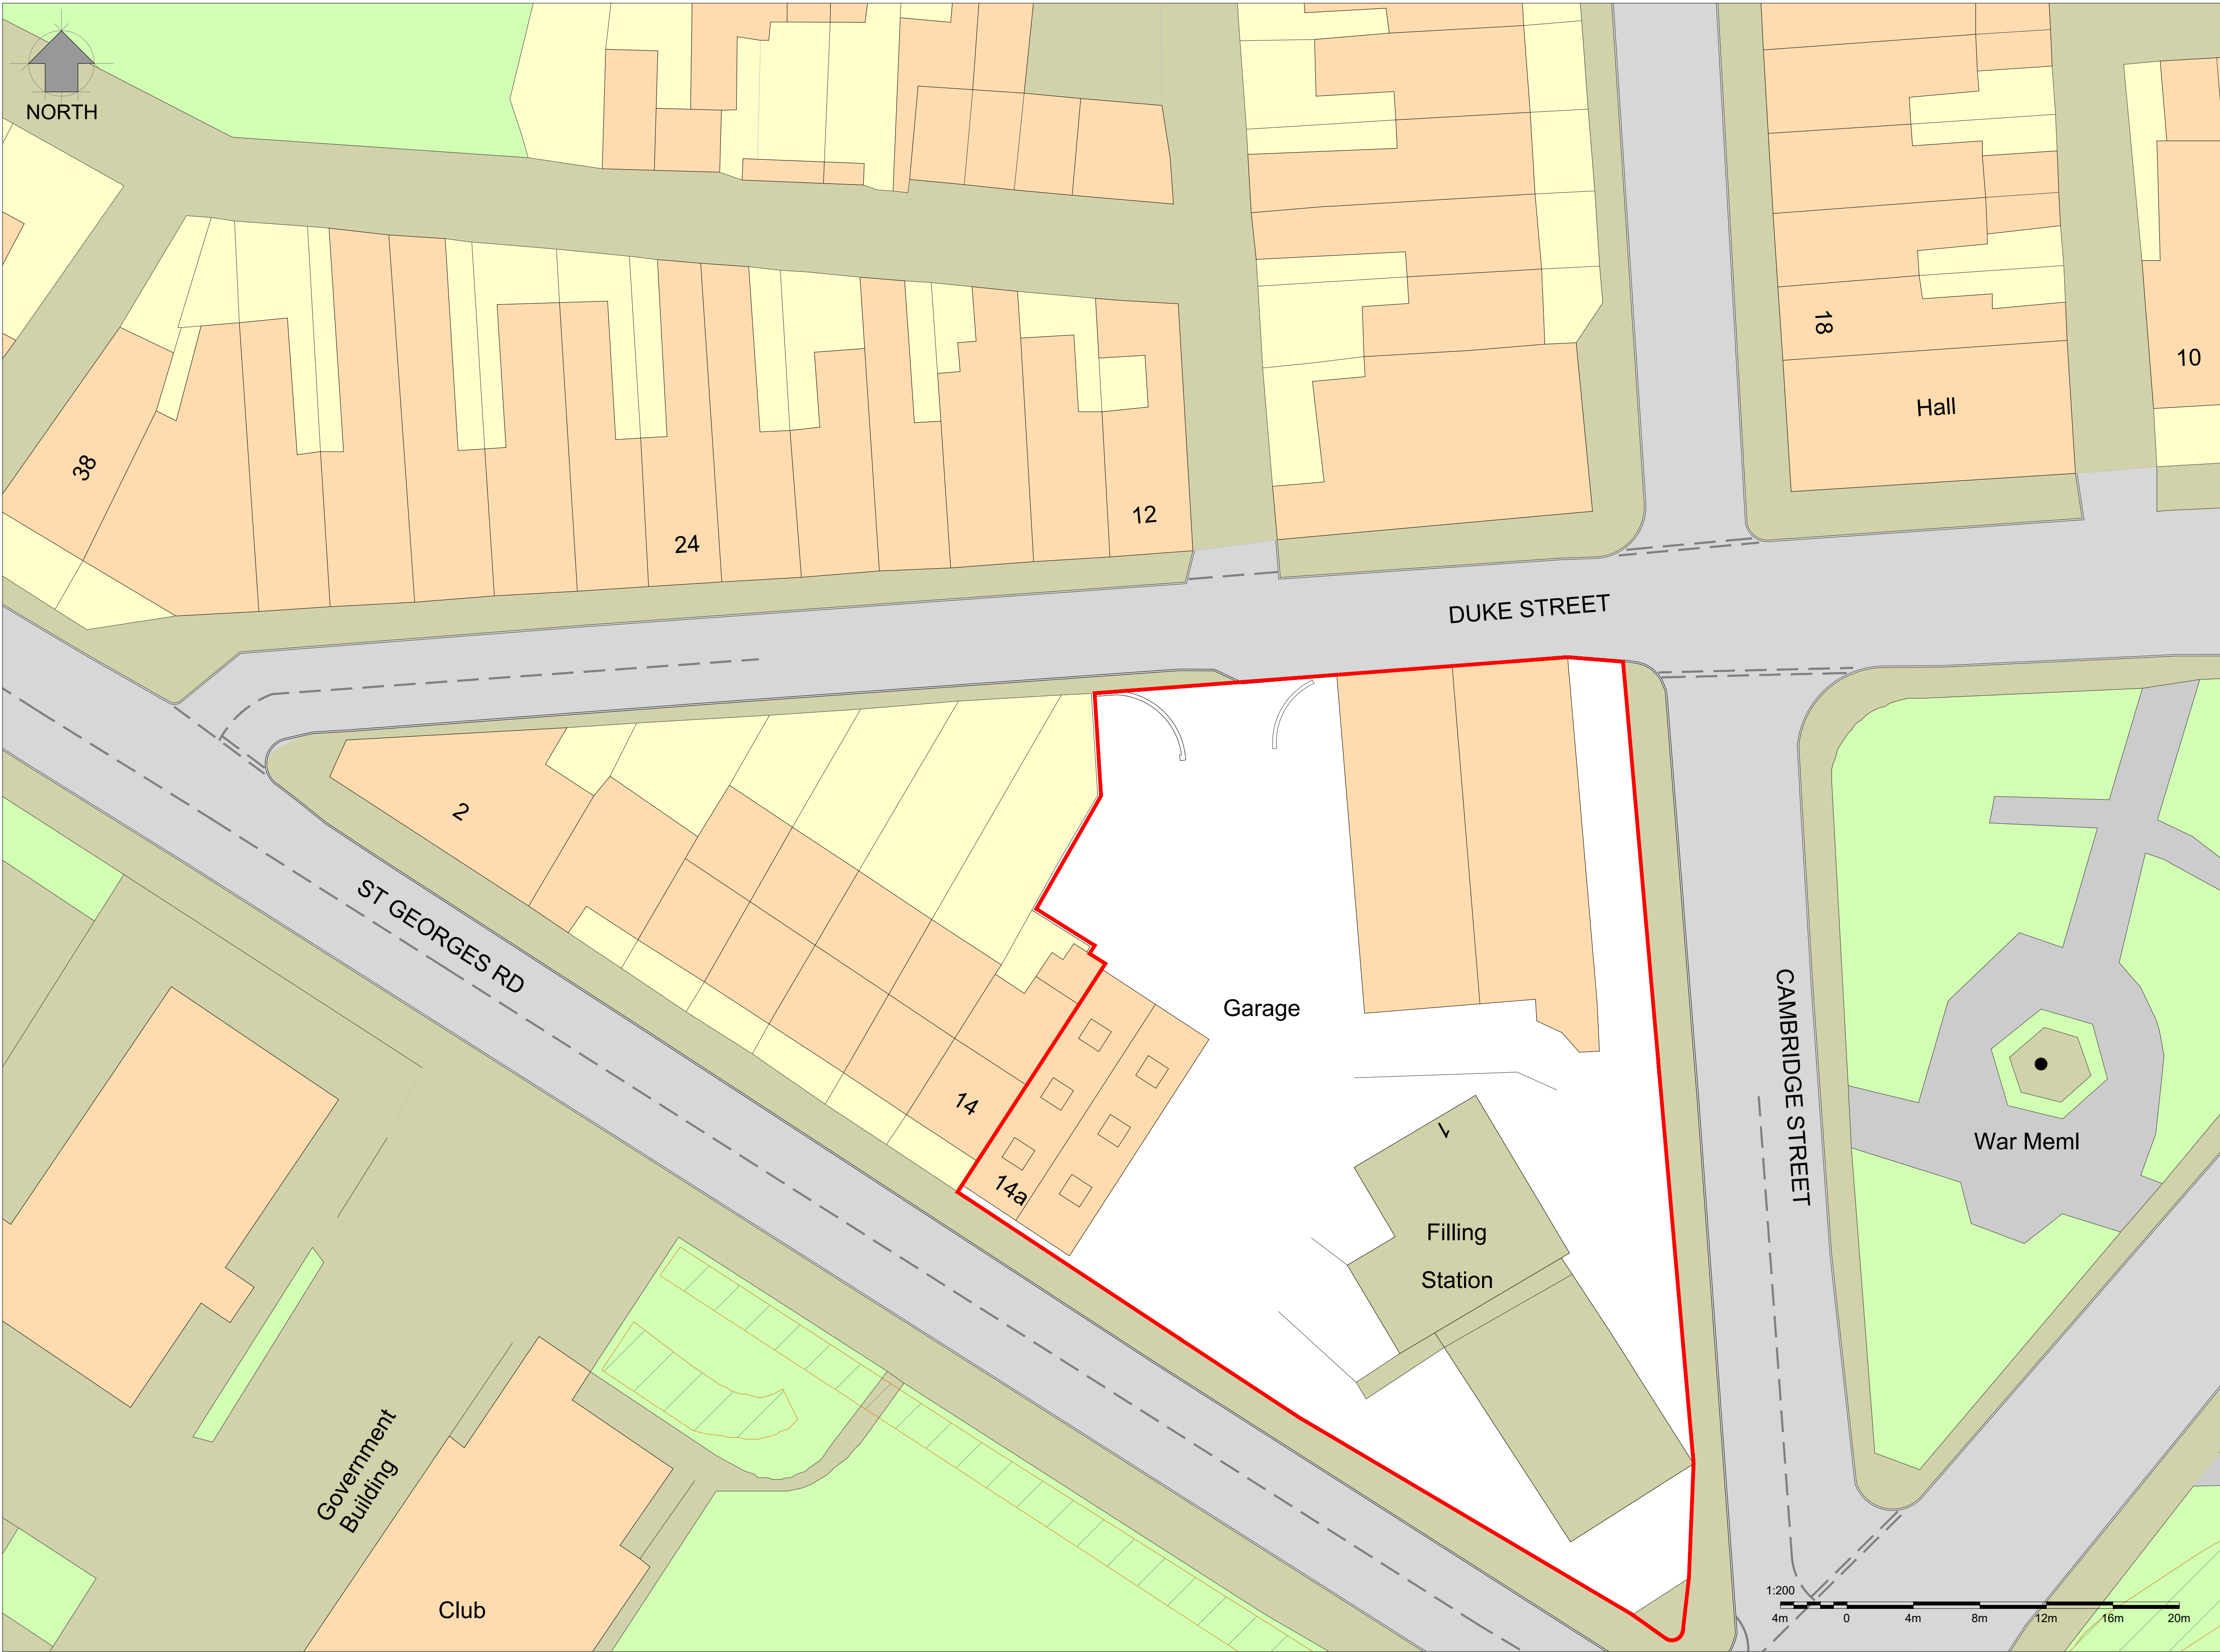 NORTH
18
10
Hall
38
12
24
DUKE STREET
2
ST GEORGES RD
Garage
CAMBRIDGE STREET
14
1
War Meml
14a
Filling
Station
Government
Building
Club
1:200
4m 0 4m 8m 12m 16m 20m